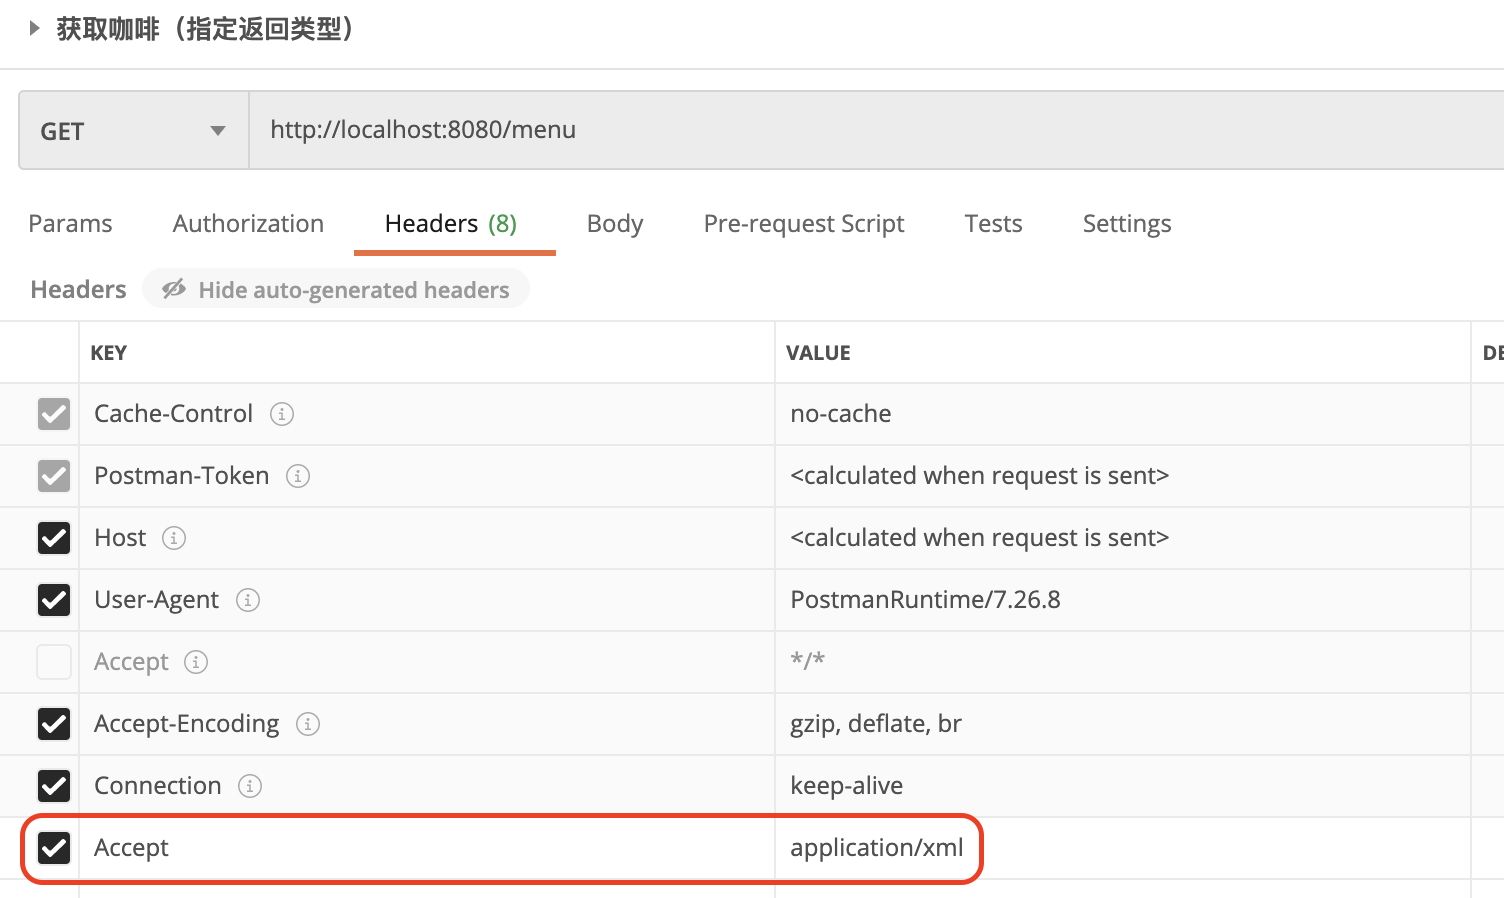 获取咖啡（指定返回类型）
GET http://localhost:8080/menu
Params Authorization Headers (8) Body Pre-request Script Tests Settings
Headers Hide auto-generated headers
KEY VALUE DE
Cache-Control no-cache
Postman-Token <calculated when request is sent>
Host <calculated when request is sent>
User-Agent PostmanRuntime/7.26.8
Accept */*
Accept-Encoding gzip, deflate, br
Connection keep-alive
Accept application/xml